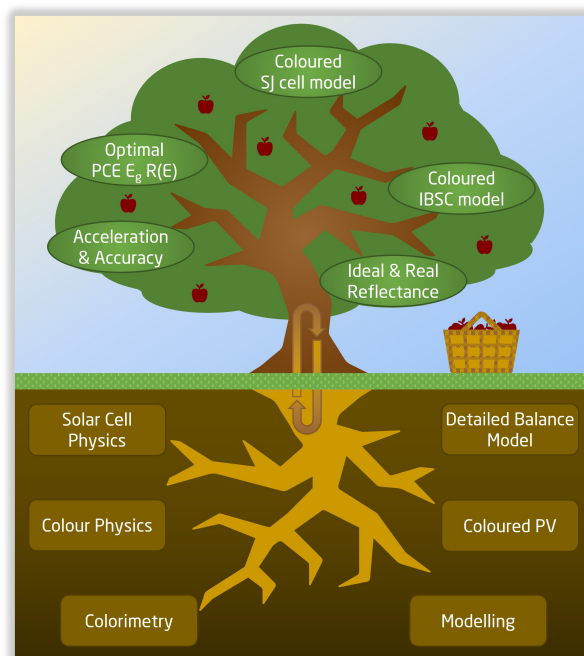 Coloured
SJ cell model
Optimal
PCE Eg R(E)
Coloured
IBSC model
Acceleration
& Accuracy
Ideal & Real
Reflectance
Solar Cell
Physics
Detailed Balance
Model
Colour Physics
Coloured PV
Colorimetry
Modelling